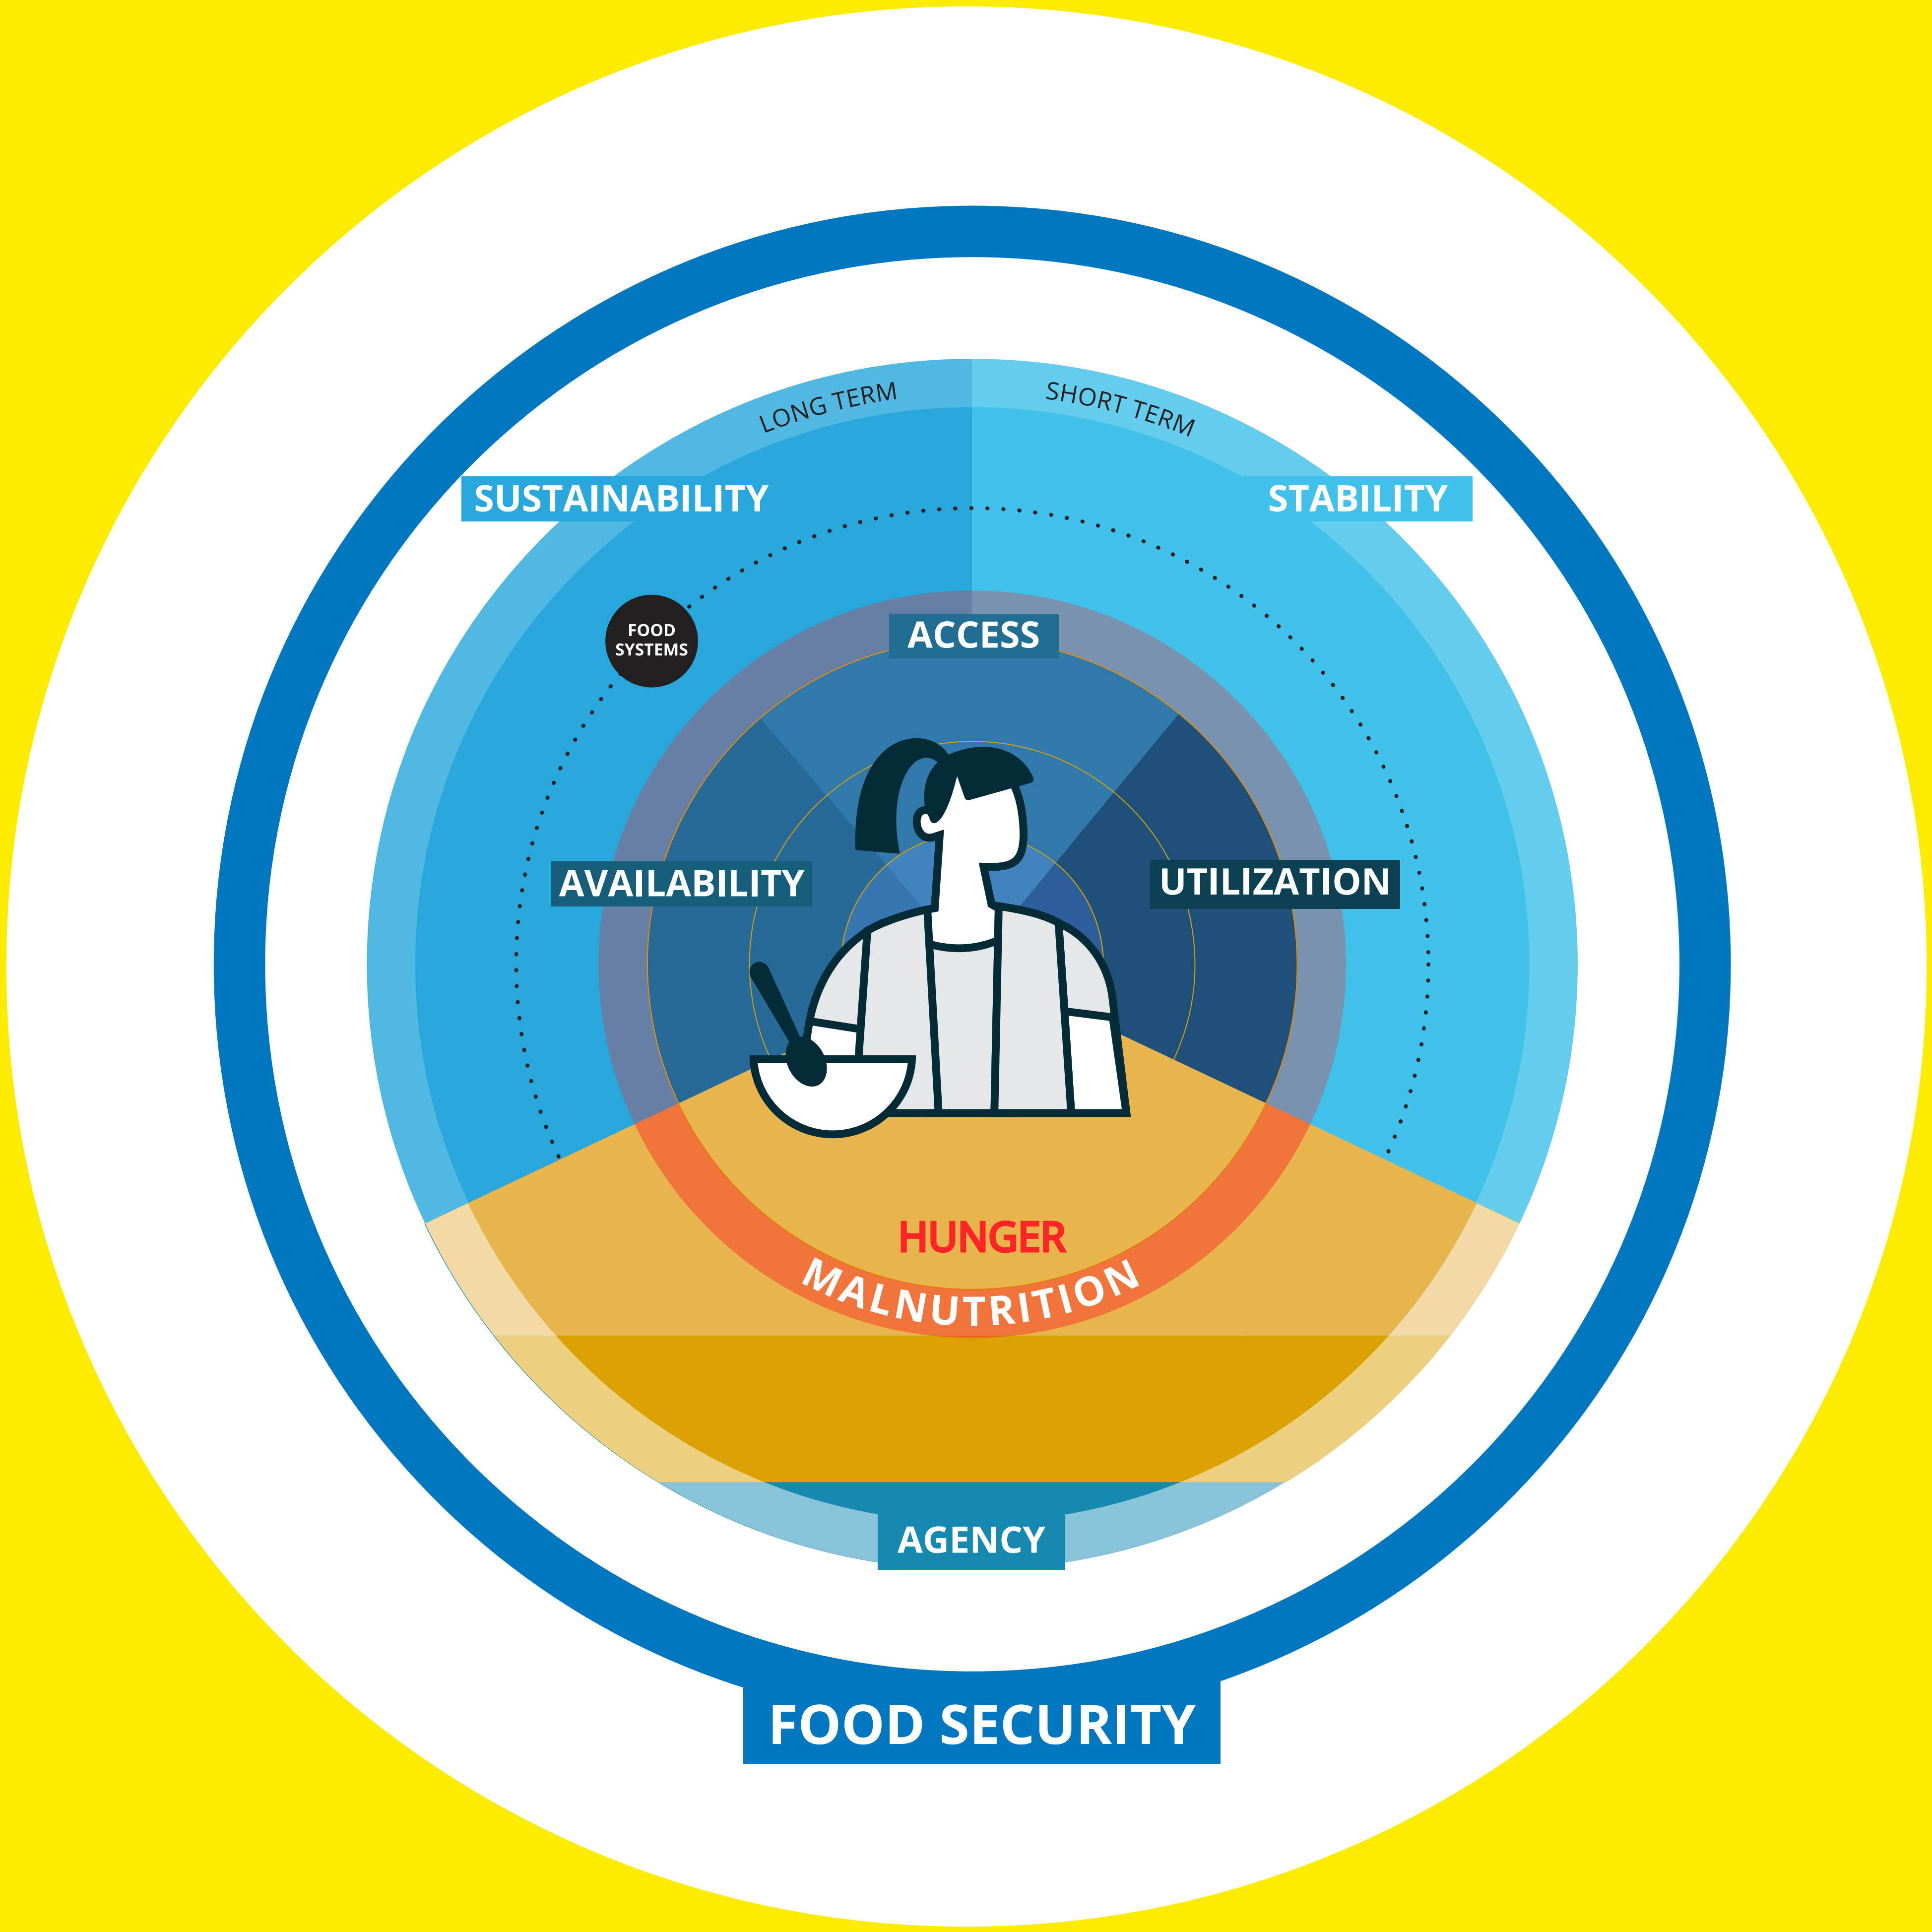 LONG TERM
SHORT TERM
SUSTAINABILITY
STABILITY
FOOD
SYSTEMS
ACCESS
AVAILABILITY
UTILIZATION
HUNGER
MALNUTRITION
AGENCY
FOOD SECURITY